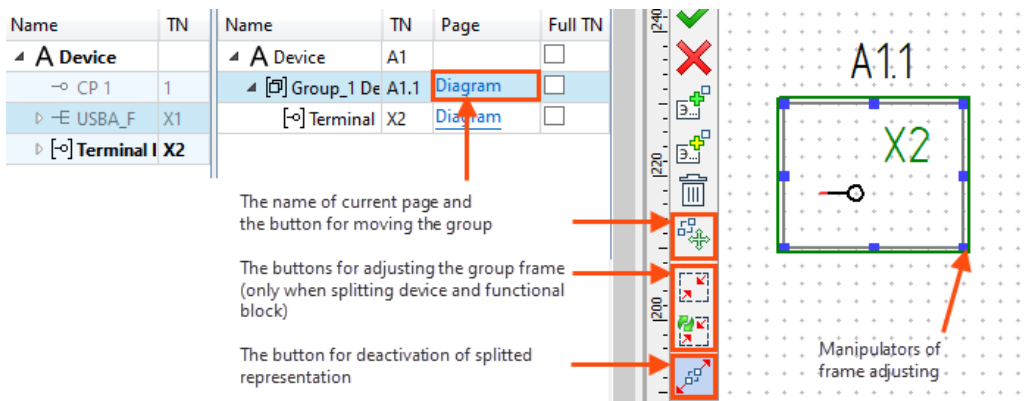 Name TN
A Device
CP 1 1
USBA_F X1
Terminal I X2
Name TN Page Full TN
A Device A1
Group_1 De A1.1 Diagram
Terminal X2 Diagram
The name of current page and
the button for moving the group
The buttons for adjusting the group frame
(only when splitting device and functional
block)
The button for deactivation of splitted
representation
240
220
200
Э...
Э...
A1.1
X2
Manipulators of
frame adjusting